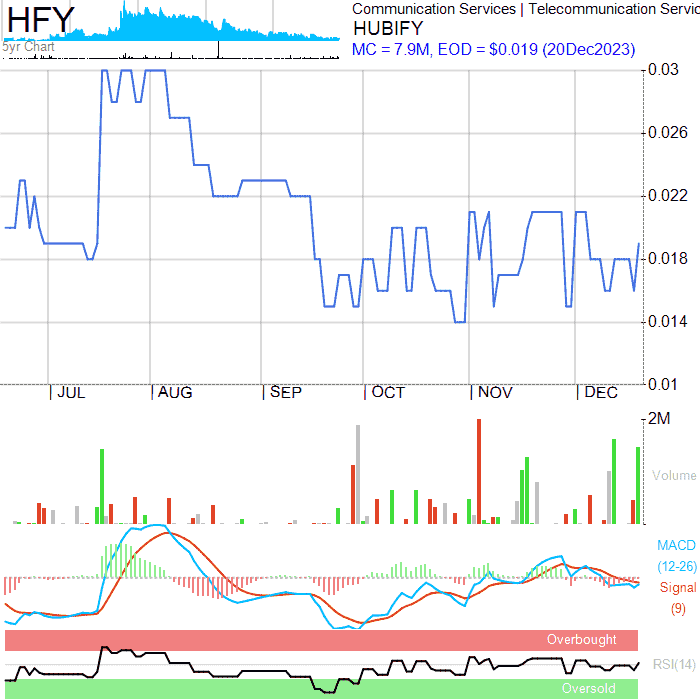 HFY
5yr Chart
Communication Services | Telecommunication Servic
HUBIFY
MC = 7.9M, EOD = $0.019 (20Dec2023)
0.03
0.026
0.022
0.018
0.014
0.01
JUL AUG SEP OCT NOV DEC
2M
Volume
MACD
(12-26)
Signal
(9)
Overbought
RSI(14)
Oversold